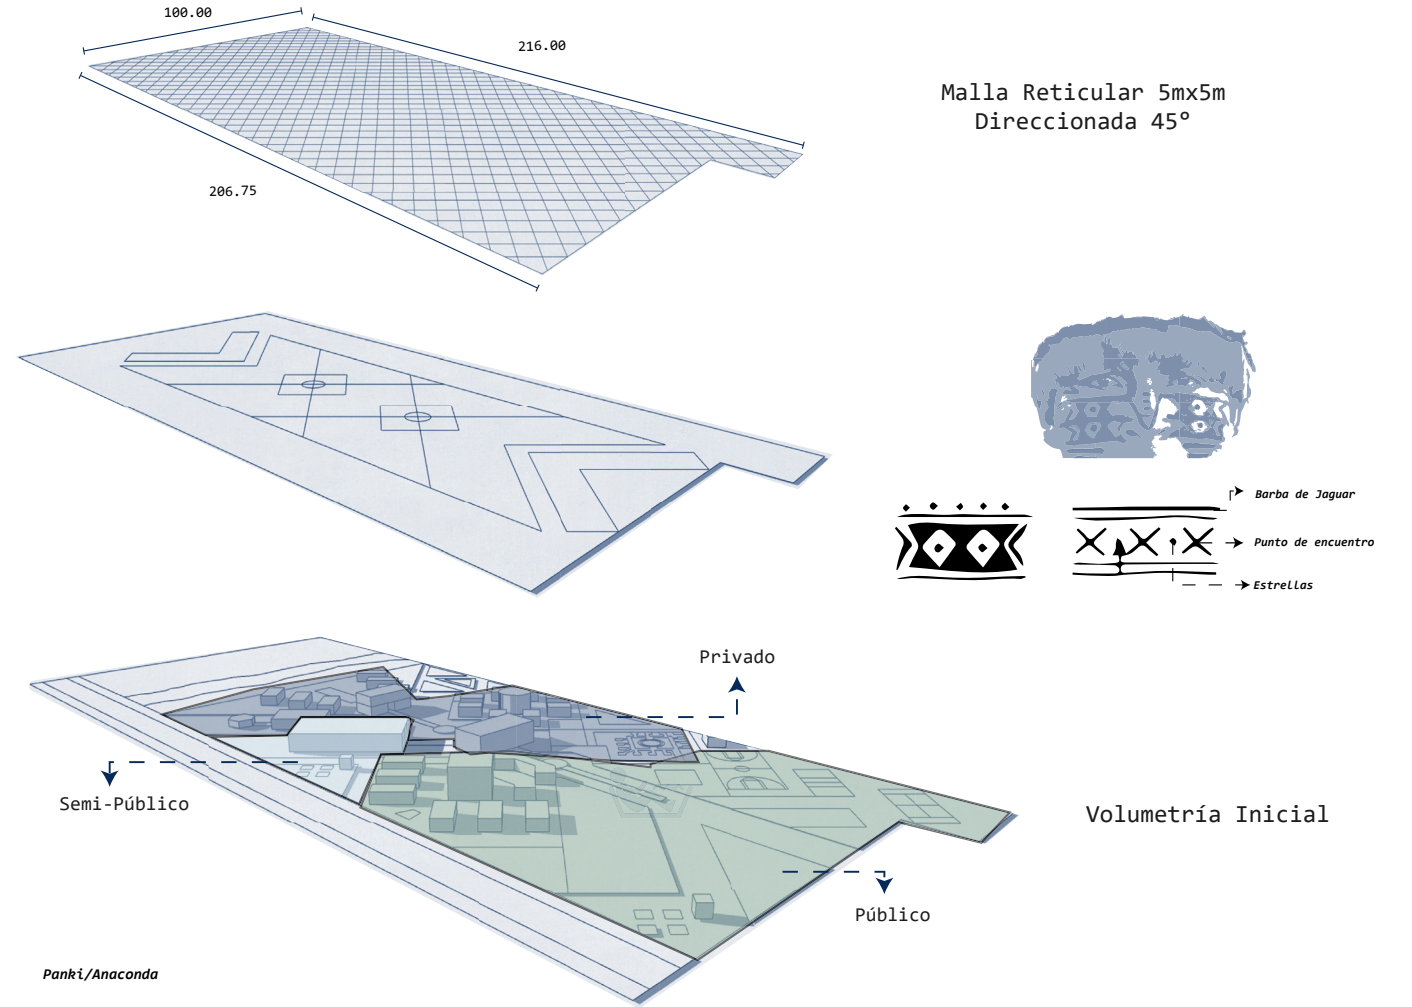 100.00
216.00
Malla Reticular 5mx5m
Direccionada 45°
206.75
Barba de Jaguar
Punto de encuentro
Estrellas
Privado
Semi-Público
Volumetría Inicial
Público
Panki/Anaconda